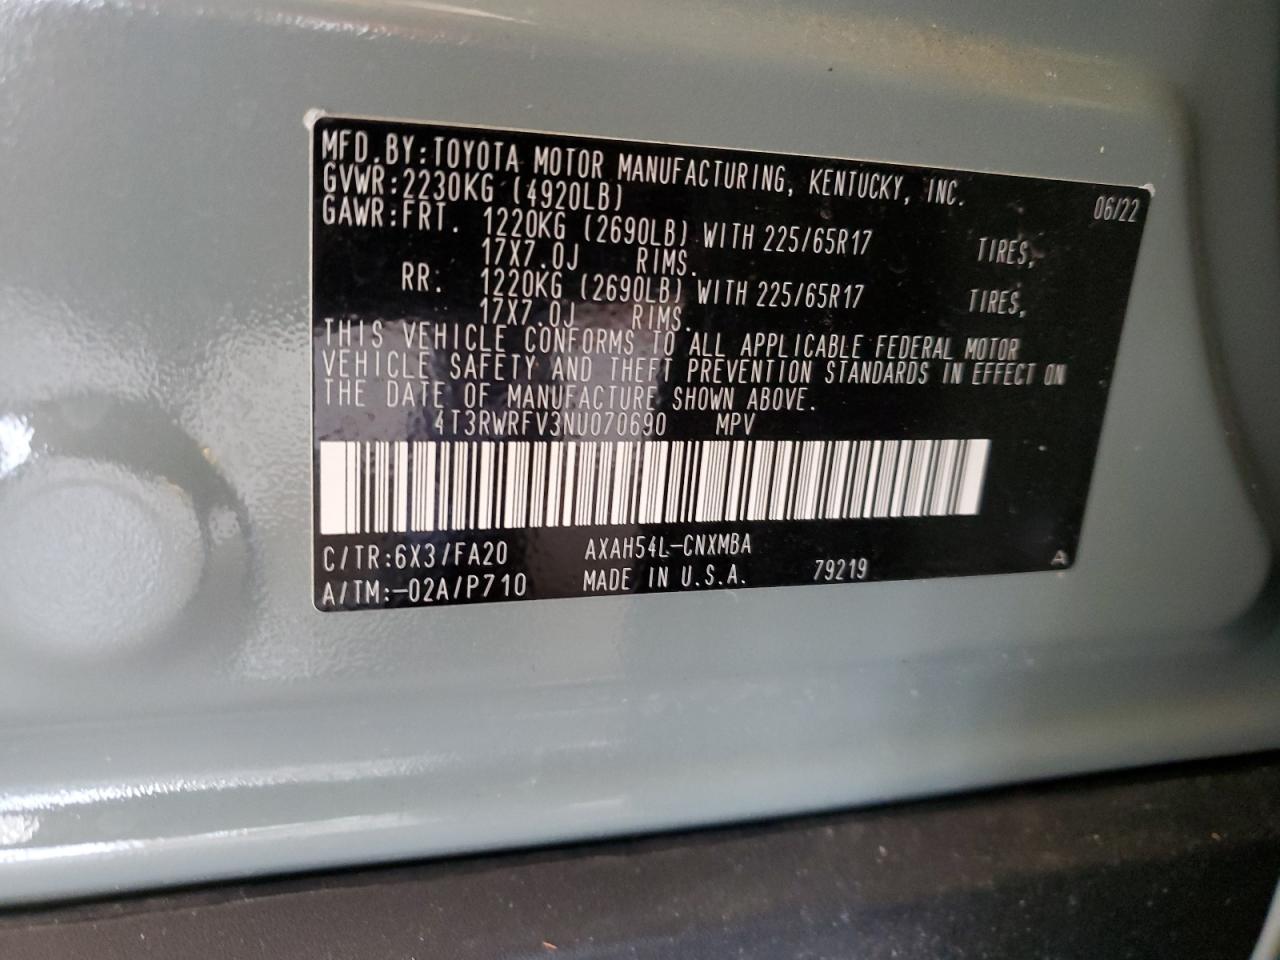 MFD.BY:TOYOTA MOTOR MANUFACTURING, KENTUCKY, INC. 06/22
GVWR:2230KG (4920LB)
GAWR:FRT. 1220KG (2690LB) WITH 225/65R17 TIRES,
17X7.0J RIMS.
RR: 1220KG (2690LB) WITH 225/65R17 TIRES,
17X7.0J RIMS.
THIS VEHICLE CONFORMS TO ALL APPLICABLE FEDERAL MOTOR
VEHICLE SAFETY AND THEFT PREVENTION STANDARDS IN EFFECT ON
THE DATE OF MANUFACTURE SHOWN ABOVE.
4T3RWRFV3NU070690 MPV
C/TR:6X3/FA20 AXAH54L-CNXMBA
A/TM:-02A/P710 MADE IN U.S.A. 79219 A